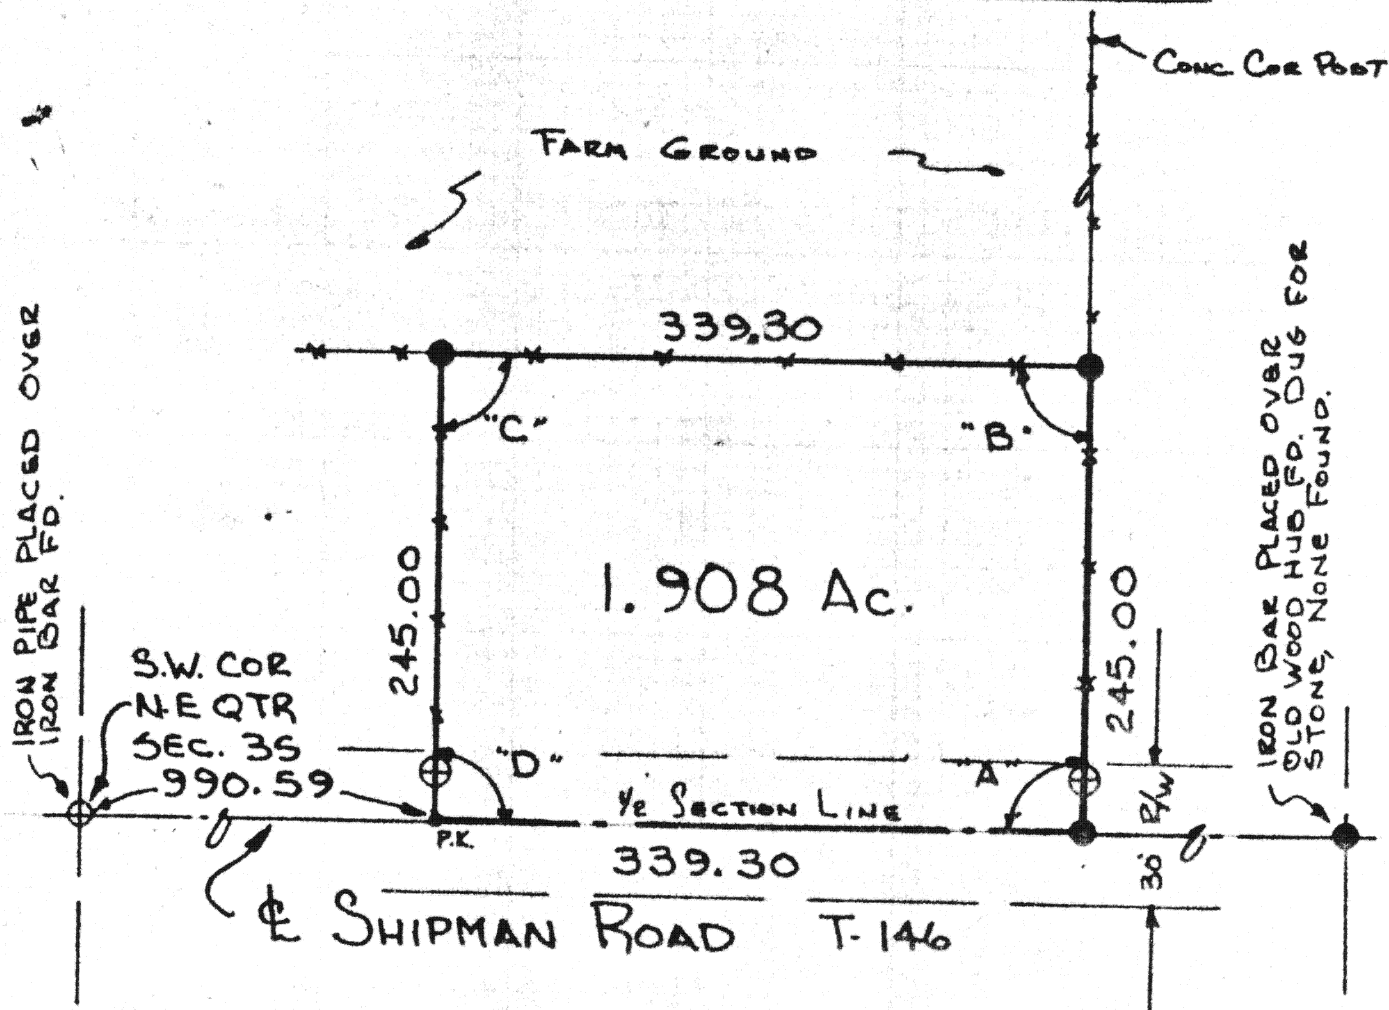 CONC COR POST
FARM GROUND
339.30
"C"
"B"
245.00
1.908 Ac.
245.00
IRON PIPE PLACED OVER
IRON BAR FD.
S.W. COR
N.E QTR
SEC. 35
990.59
"D"
"A
½ SECTION LINE
P.K.
339.30
R/W
30'
IRON BAR PLACED OVER
OLD WOOD HUB FD. DUG FOR
STONE, NONE FOUND.
℄ SHIPMAN ROAD T-146